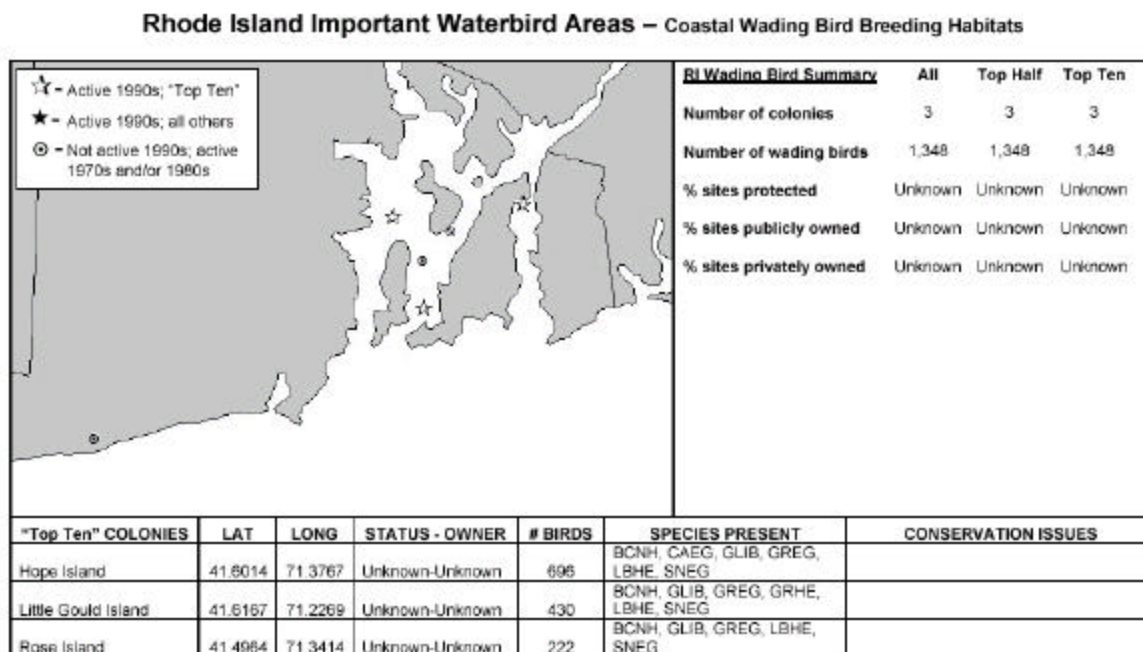 Rhode Island Important Waterbird Areas – Coastal Wading Bird Breeding Habitats
☆ - Active 1990s; "Top Ten"
★ - Active 1990s; all others
⊙ - Not active 1990s; active
1970s and/or 1980s
RI Wading Bird Summary All Top Half Top Ten
Number of colonies 3 3 3
Number of wading birds 1,348 1,348 1,348
% sites protected Unknown Unknown Unknown
% sites publicly owned Unknown Unknown Unknown
% sites privately owned Unknown Unknown Unknown
"Top Ten" COLONIES LAT LONG STATUS - OWNER # BIRDS SPECIES PRESENT CONSERVATION ISSUES
BCNH, CAEG, GLIB, GREG,
Hope Island 41.6014 71.3767 Unknown-Unknown 696 LBHE, SNEG
BCNH, GLIB, GREG, GRHE,
Little Gould Island 41.6167 71.2269 Unknown-Unknown 430 LBHE, SNEG
BCNH, GLIB, GREG, LBHE,
Rose Island 41.4964 71.3414 Unknown-Unknown 222 SNEG